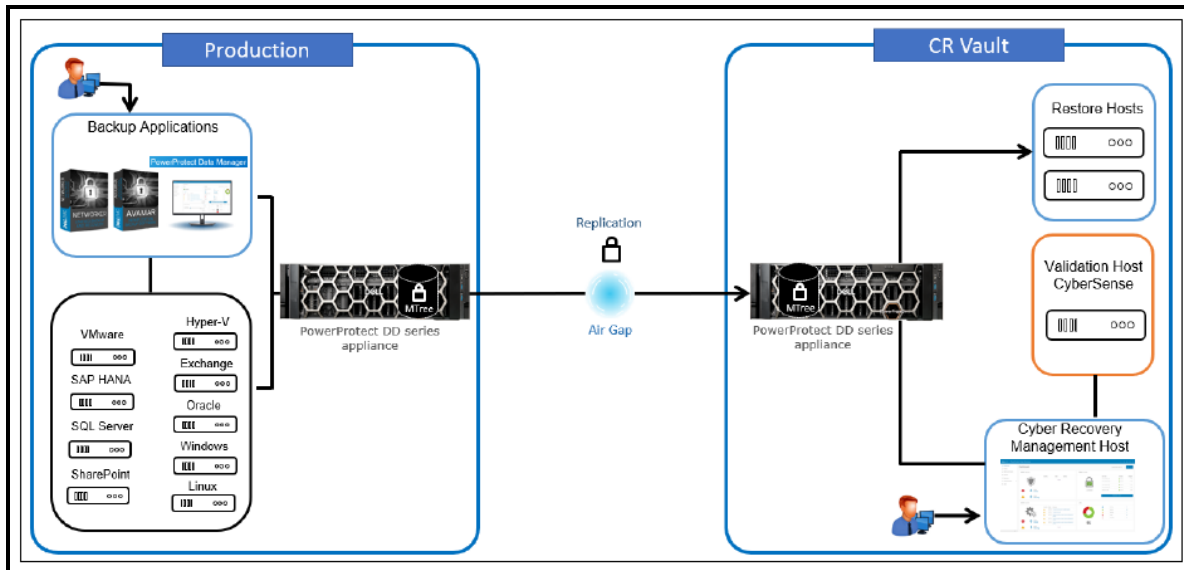 Production
CR Vault
Backup Applications
PowerProtect Data Manager
NETWORKER
AVAMAR
VMware
Hyper-V
SAP HANA
Exchange
SQL Server
Oracle
SharePoint
Windows
Linux
MTree
PowerProtect DD series
appliance
Replication
Air Gap
MTree
PowerProtect DD series
appliance
Restore Hosts
Validation Host
CyberSense
Cyber Recovery
Management Host